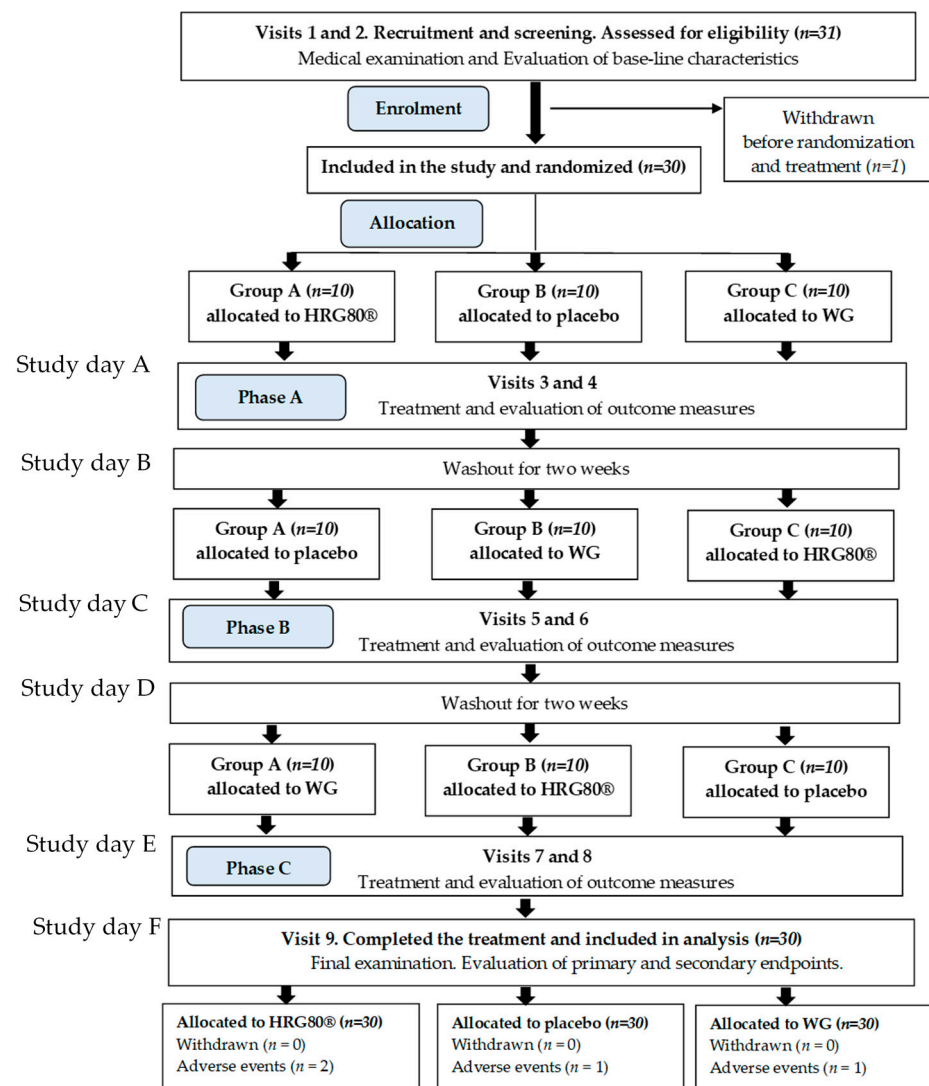 Visits 1 and 2. Recruitment and screening. Assessed for eligibility (n=31)
Medical examination and Evaluation of base-line characteristics
Enrolment
Withdrawn
before randomization
and treatment (n=1)
Included in the study and randomized (n=30)
Allocation
Group A (n=10)
allocated to HRG80®
Group B (n=10)
allocated to placebo
Group C (n=10)
allocated to WG
Study day A
Phase A
Visits 3 and 4
Treatment and evaluation of outcome measures
Study day B
Washout for two weeks
Group A (n=10)
allocated to placebo
Group B (n=10)
allocated to WG
Group C (n=10)
allocated to HRG80®
Study day C
Phase B
Visits 5 and 6
Treatment and evaluation of outcome measures
Study day D
Washout for two weeks
Group A (n=10)
allocated to WG
Group B (n=10)
allocated to HRG80®
Group C (n=10)
allocated to placebo
Study day E
Phase C
Visits 7 and 8
Treatment and evaluation of outcome measures
Study day F
Visit 9. Completed the treatment and included in analysis (n=30)
Final examination. Evaluation of primary and secondary endpoints.
Allocated to HRG80® (n=30)
Withdrawn (n = 0)
Adverse events (n = 2)
Allocated to placebo (n=30)
Withdrawn (n = 0)
Adverse events (n = 1)
Allocated to WG (n=30)
Withdrawn (n = 0)
Adverse events (n = 1)